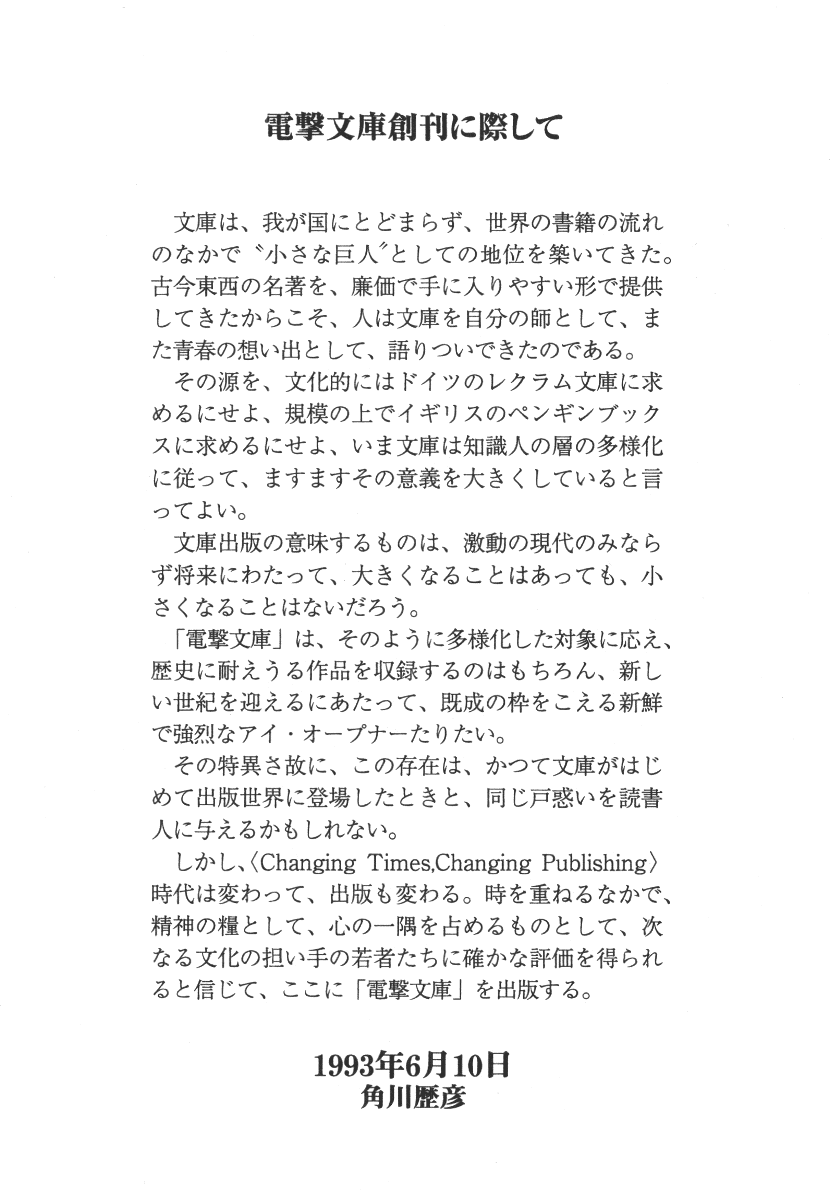 電撃文庫創刊に際して
　文庫は、我が国にとどまらず、世界の書籍の流れ
のなかで〝小さな巨人〟としての地位を築いてきた。
古今東西の名著を、廉価で手に入りやすい形で提供
してきたからこそ、人は文庫を自分の師として、ま
た青春の想い出として、語りついできたのである。
　その源を、文化的にはドイツのレクラム文庫に求
めるにせよ、規模の上でイギリスのペンギンブック
スに求めるにせよ、いま文庫は知識人の層の多様化
に従って、ますますその意義を大きくしていると言
ってよい。
　文庫出版の意味するものは、激動の現代のみなら
ず将来にわたって、大きくなることはあっても、小
さくなることはないだろう。
　「電撃文庫」は、そのように多様化した対象に応え、
歴史に耐えうる作品を収録するのはもちろん、新し
い世紀を迎えるにあたって、既成の枠をこえる新鮮
で強烈なアイ・オープナーたりたい。
　その特異さ故に、この存在は、かつて文庫がはじ
めて出版世界に登場したときと、同じ戸惑いを読書
人に与えるかもしれない。
　しかし、〈Changing Times,Changing Publishing〉
時代は変わって、出版も変わる。時を重ねるなかで、
精神の糧として、心の一隅を占めるものとして、次
なる文化の担い手の若者たちに確かな評価を得られ
ると信じて、ここに「電撃文庫」を出版する。
1993年6月10日
角川歴彦